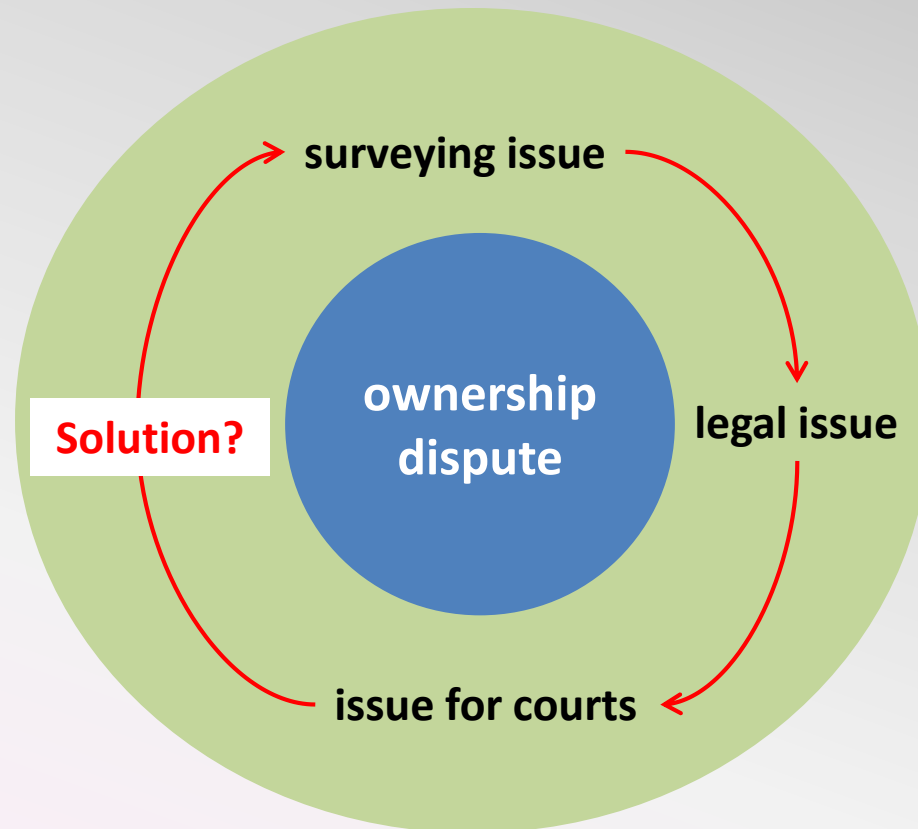 surveying issue
ownership
dispute
legal issue
Solution?
issue for courts